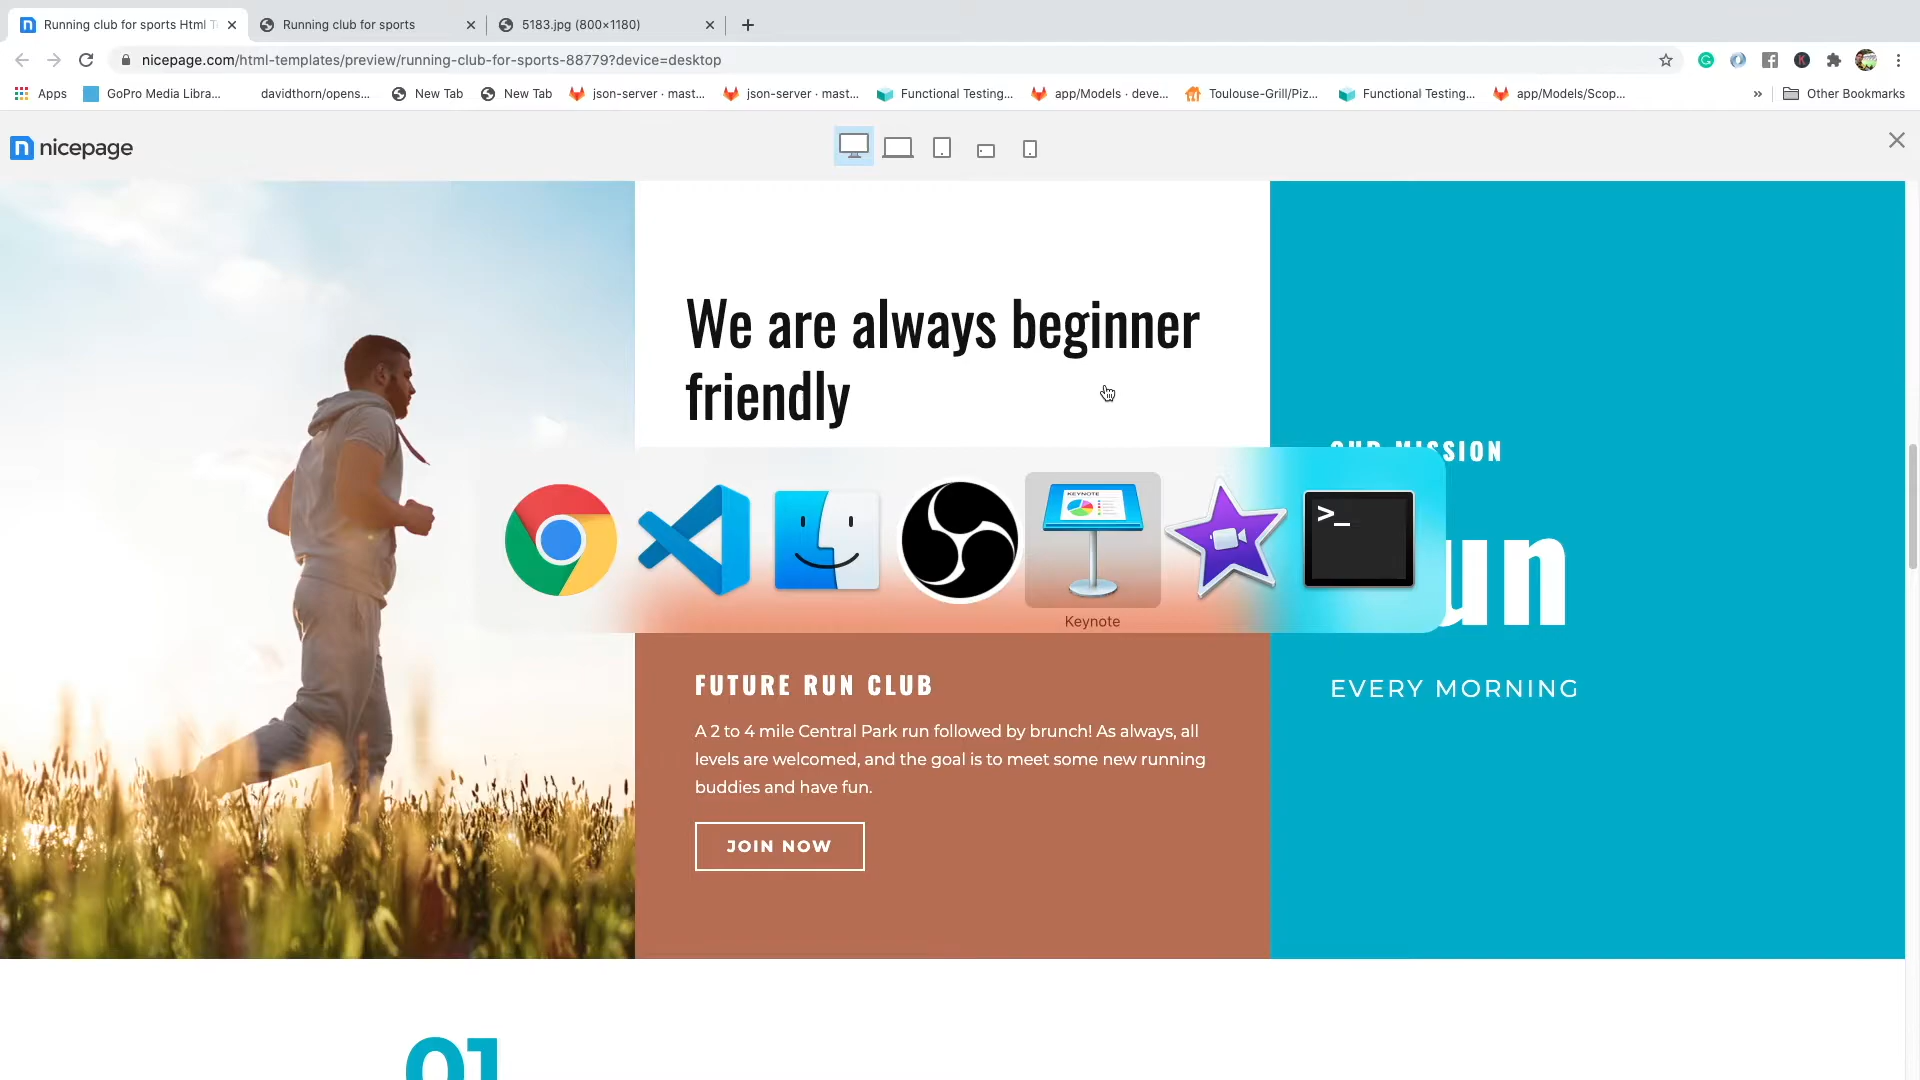 Running club for sports Html T
Running club for sports
5183.jpg (800×1180)
nicepage.com/html-templates/preview/running-club-for-sports-88779?device=desktop
Apps
GoPro Media Libra...
davidthorn/opens...
New Tab
New Tab
json-server · mast...
json-server · mast...
Functional Testing...
app/Models · deve...
Toulouse-Grill/Piz...
Functional Testing...
app/Models/Scop...
»
Other Bookmarks
nicepage
We are always beginner
friendly
OUR MISSION
KEYNOTE
>_
un
Keynote
EVERY MORNING
FUTURE RUN CLUB
A 2 to 4 mile Central Park run followed by brunch! As always, all
levels are welcomed, and the goal is to meet some new running
buddies and have fun.
JOIN NOW
01